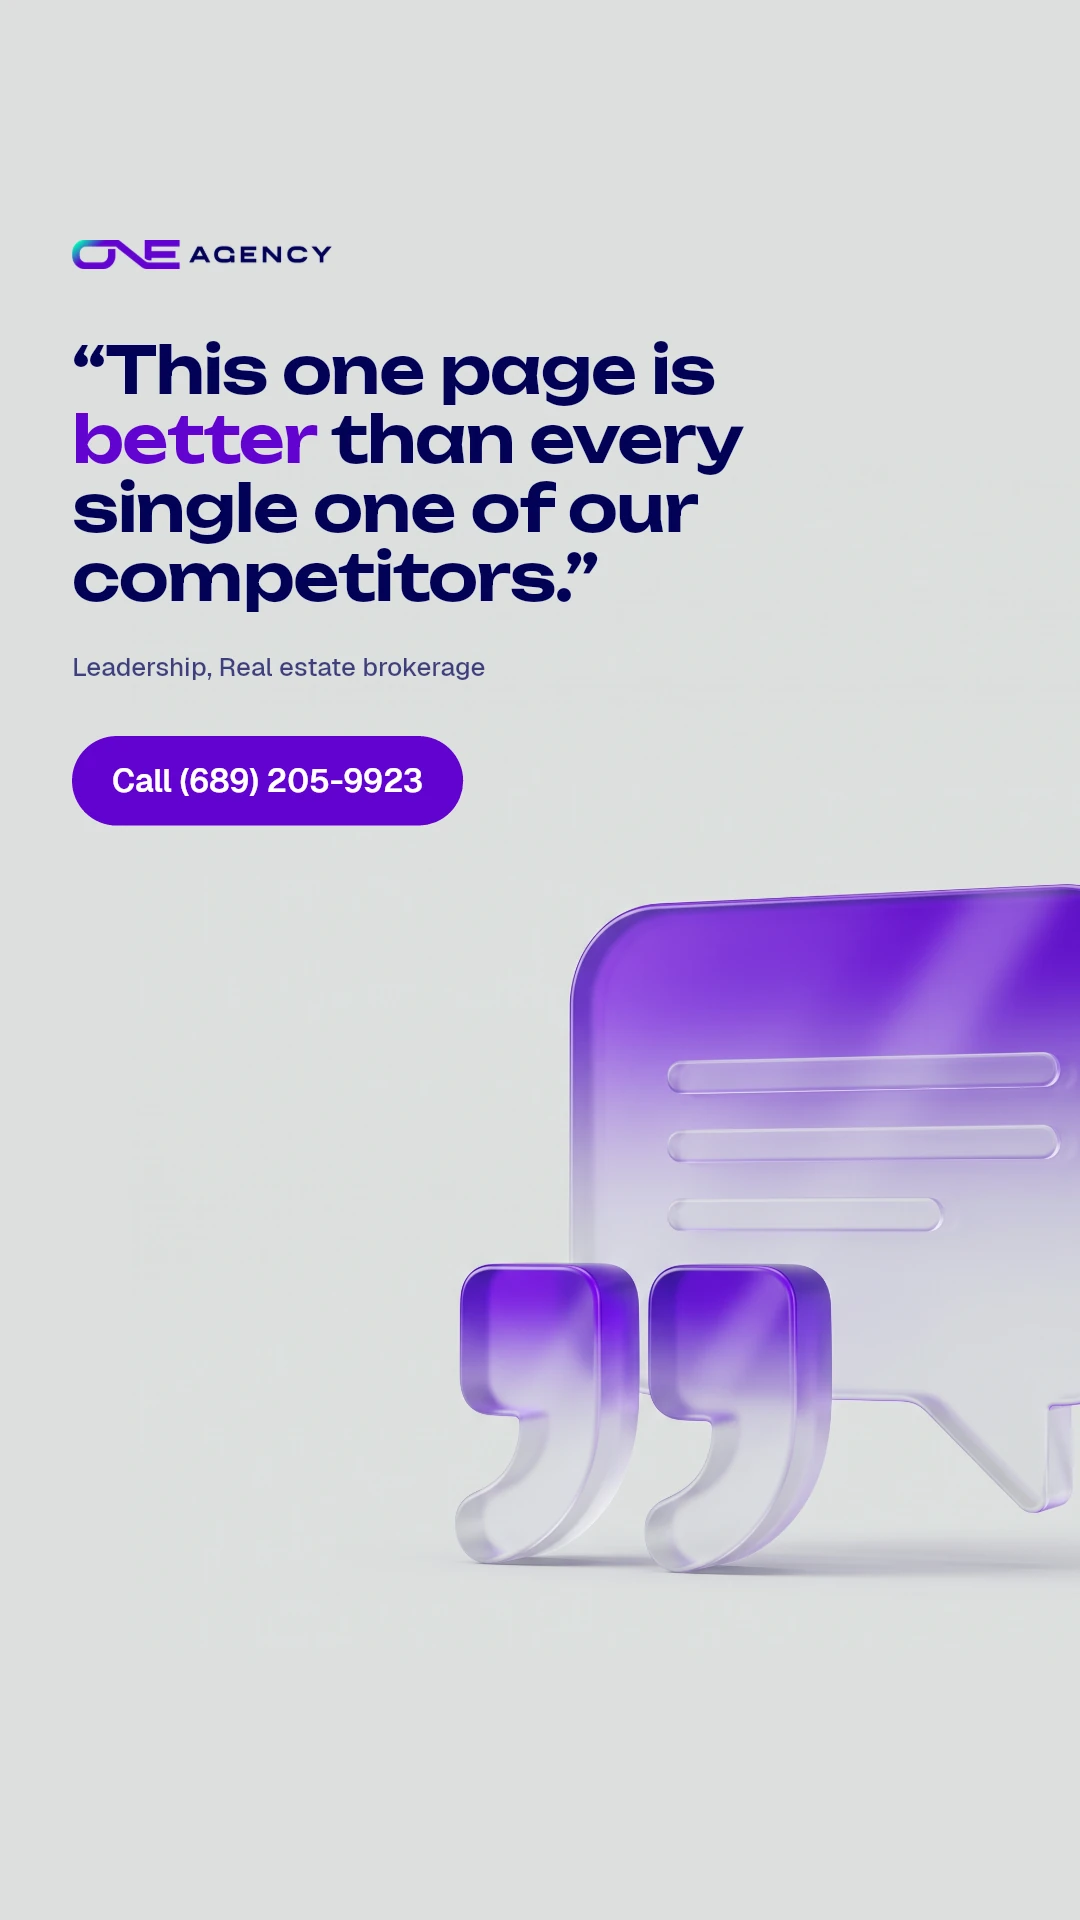 ONE AGENCY
“This one page is
better than every
single one of our
competitors.”
Leadership, Real estate brokerage
Call (689) 205-9923